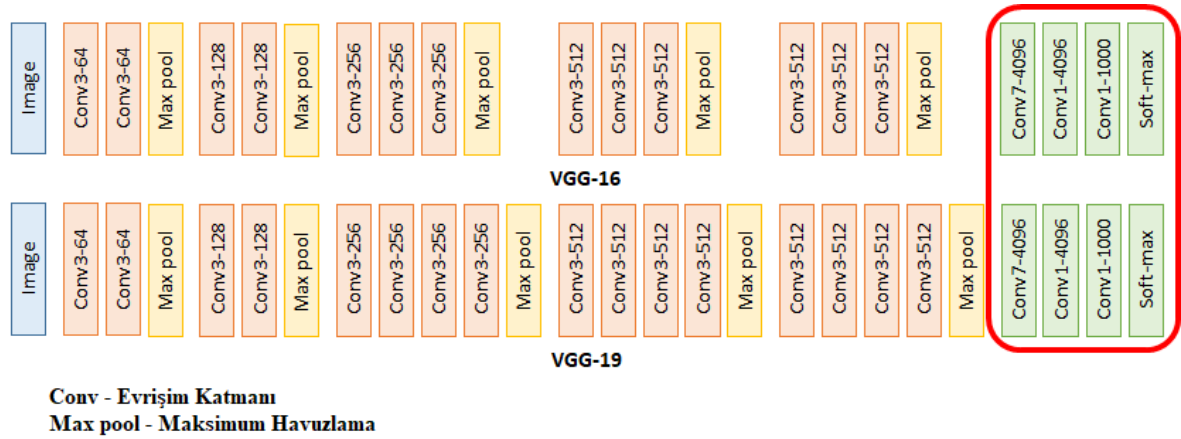 Image
Conv3-64
Conv3-64
Max pool
Conv3-128
Conv3-128
Max pool
Conv3-256
Conv3-256
Conv3-256
Max pool
Conv3-512
Conv3-512
Conv3-512
Max pool
Conv3-512
Conv3-512
Conv3-512
Max pool
Conv7-4096
Conv1-4096
Conv1-1000
Soft-max
VGG-16
Image
Conv3-64
Conv3-64
Max pool
Conv3-128
Conv3-128
Max pool
Conv3-256
Conv3-256
Conv3-256
Conv3-256
Max pool
Conv3-512
Conv3-512
Conv3-512
Conv3-512
Max pool
Conv3-512
Conv3-512
Conv3-512
Conv3-512
Max pool
Conv7-4096
Conv1-4096
Conv1-1000
Soft-max
VGG-19
Conv - Evrişim Katmanı
Max pool - Maksimum Havuzlama